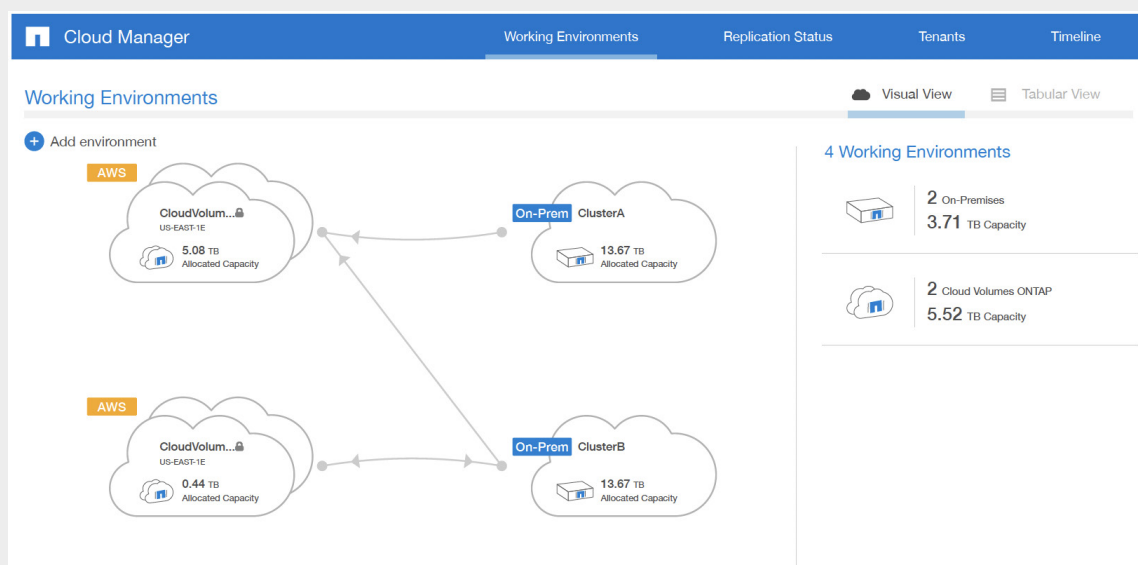 Cloud Manager
Working Environments
Replication Status
Tenants
Timeline
Working Environments
Visual View
Tabular View
Add environment
AWS
CloudVolum...
US-EAST-1E
5.08 TB
Allocated Capacity
On-Prem
ClusterA
13.67 TB
Allocated Capacity
AWS
CloudVolum...
US-EAST-1E
0.44 TB
Allocated Capacity
On-Prem
ClusterB
13.67 TB
Allocated Capacity
4 Working Environments
2 On-Premises
3.71 TB Capacity
2 Cloud Volumes ONTAP
5.52 TB Capacity